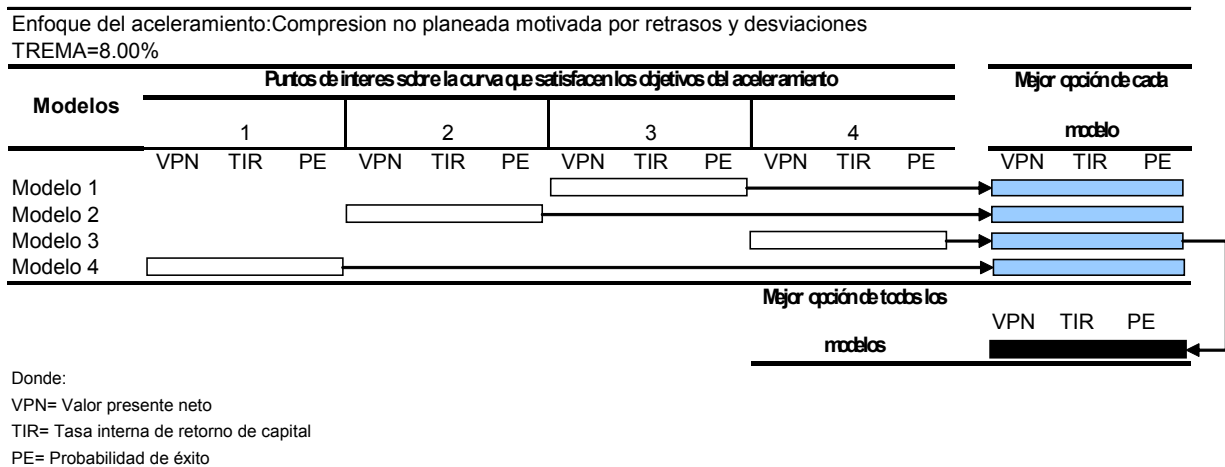 Enfoque del aceleramiento:Compresion no planeada motivada por retrasos y desviaciones
TREMA=8.00%
Modelos
Puntos de interes sobre la curva que satisfacen los objetivos del aceleramiento
Mejor opción de cada
modelo
1 2 3 4
VPN TIR PE VPN TIR PE VPN TIR PE VPN TIR PE VPN TIR PE
Modelo 1
Modelo 2
Modelo 3
Modelo 4
Mejor opción de todos los
modelos
VPN TIR PE
Donde:
VPN= Valor presente neto
TIR= Tasa interna de retorno de capital
PE= Probabilidad de éxito